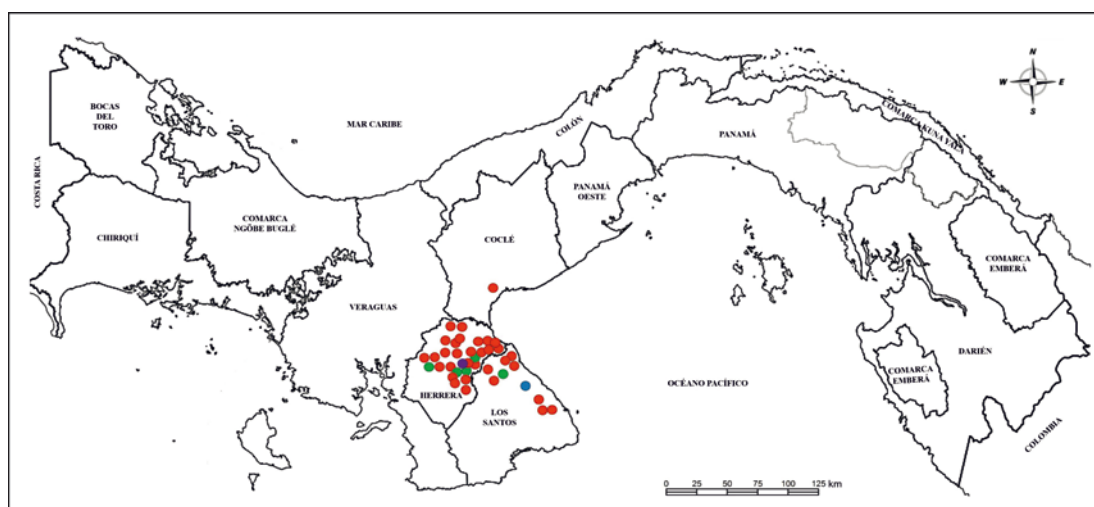 N
W E
S
BOCAS
DEL
TORO
MAR CARIBE
COLÓN
PANAMÁ
COMARCA KUNA YALA
COSTA RICA
PANAMÁ
OESTE
CHIRIQUÍ
COMARCA
NGÖBE BUGLÉ
COCLÉ
COMARCA
EMBERÁ
VERAGUAS
DARIÉN
COMARCA
EMBERÁ
OCÉANO PACÍFICO
HERRERA
LOS
SANTOS
COLOMBIA
0 25 50 75 100 125 km